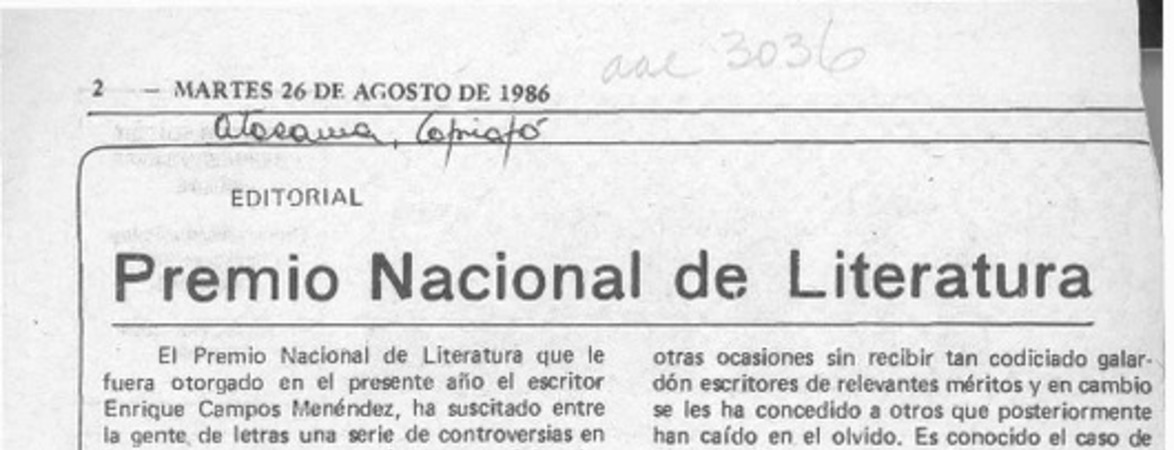 aae 3036
2 — MARTES 26 DE AGOSTO DE 1986
Atacama, Copiapó
EDITORIAL
Premio Nacional de Literatura
El Premio Nacional de Literatura que le
fuera otorgado en el presente año el escritor
Enrique Campos Menéndez, ha suscitado entre
la gente de letras una serie de controversias en
otras ocasiones sin recibir tan codiciado galar-
dón escritores de relevantes méritos y en cambio
se les ha concedido a otros que posteriormente
han caído en el olvido. Es conocido el caso de